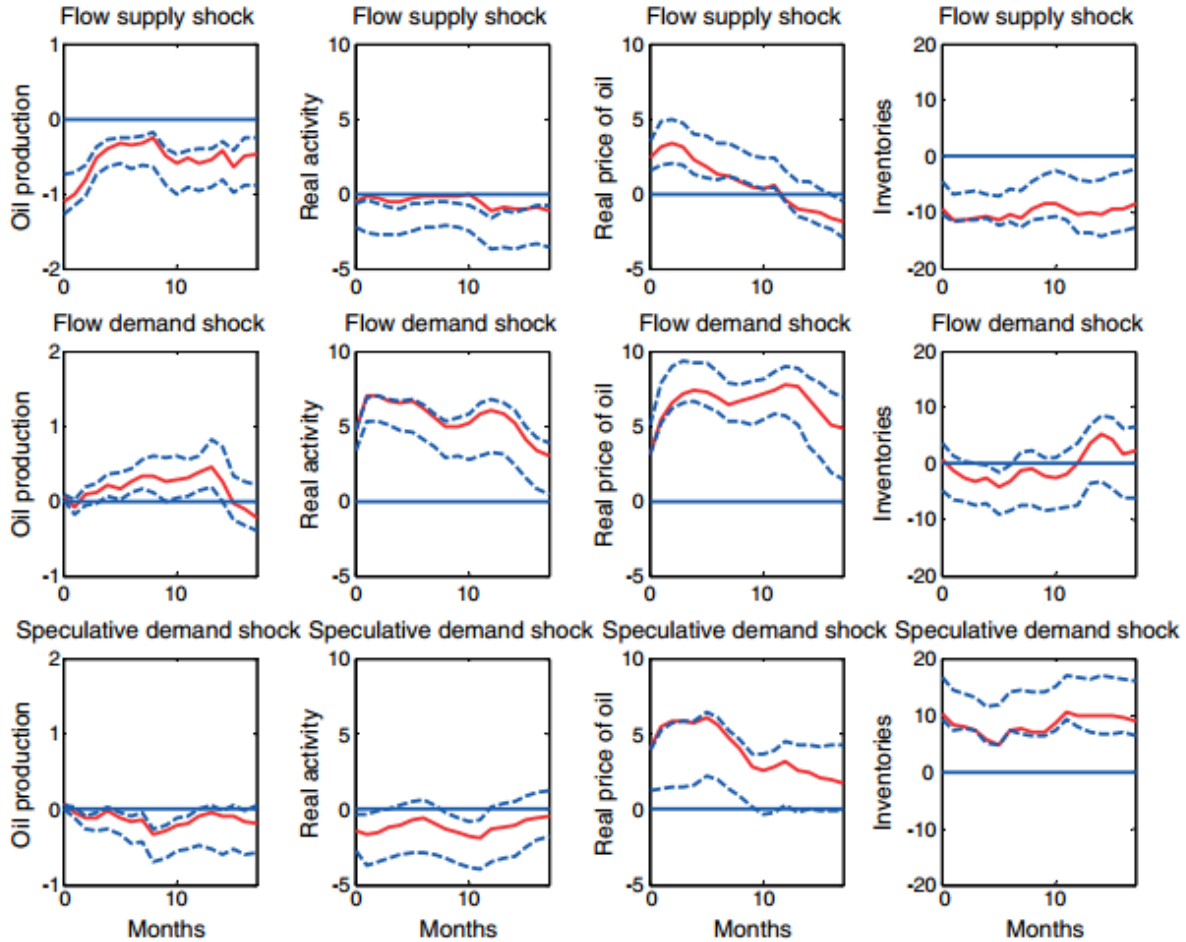 Flow supply shock
Flow supply shock
Flow supply shock
Flow supply shock
Oil production
1
0
-1
-2
0
10
Real activity
10
5
0
-5
0
10
Real price of oil
10
5
0
-5
0
10
Inventories
20
10
0
-10
-20
0
10
Flow demand shock
Flow demand shock
Flow demand shock
Flow demand shock
Oil production
2
1
0
-1
0
10
Real activity
10
5
0
-5
0
10
Real price of oil
10
5
0
-5
0
10
Inventories
20
10
0
-10
-20
0
10
Speculative demand shock
Speculative demand shock
Speculative demand shock
Speculative demand shock
Oil production
2
1
0
-1
0
10
Months
Real activity
10
5
0
-5
0
10
Months
Real price of oil
10
5
0
-5
0
10
Months
Inventories
20
10
0
-10
-20
0
10
Months